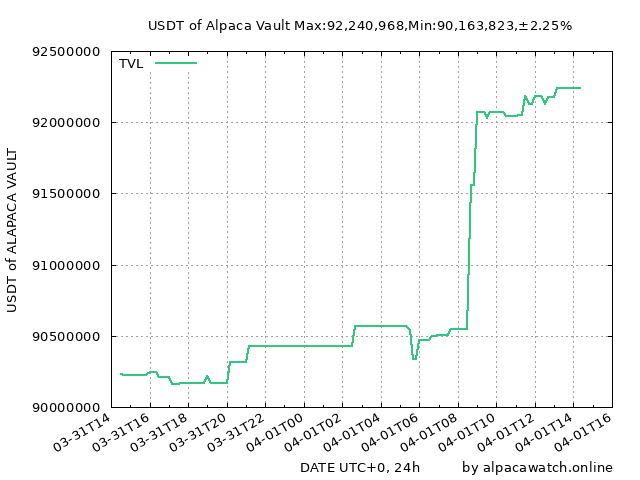 USDT of Alpaca Vault Max:92,240,968,Min:90,163,823,±2.25%
TVL
92500000
92000000
91500000
91000000
90500000
90000000
USDT of ALAPACA VAULT
03-31T14
03-31T16
03-31T18
03-31T20
03-31T22
04-01T00
04-01T02
04-01T04
04-01T06
04-01T08
04-01T10
04-01T12
04-01T14
04-01T16
DATE UTC+0, 24h
by alpacawatch.online